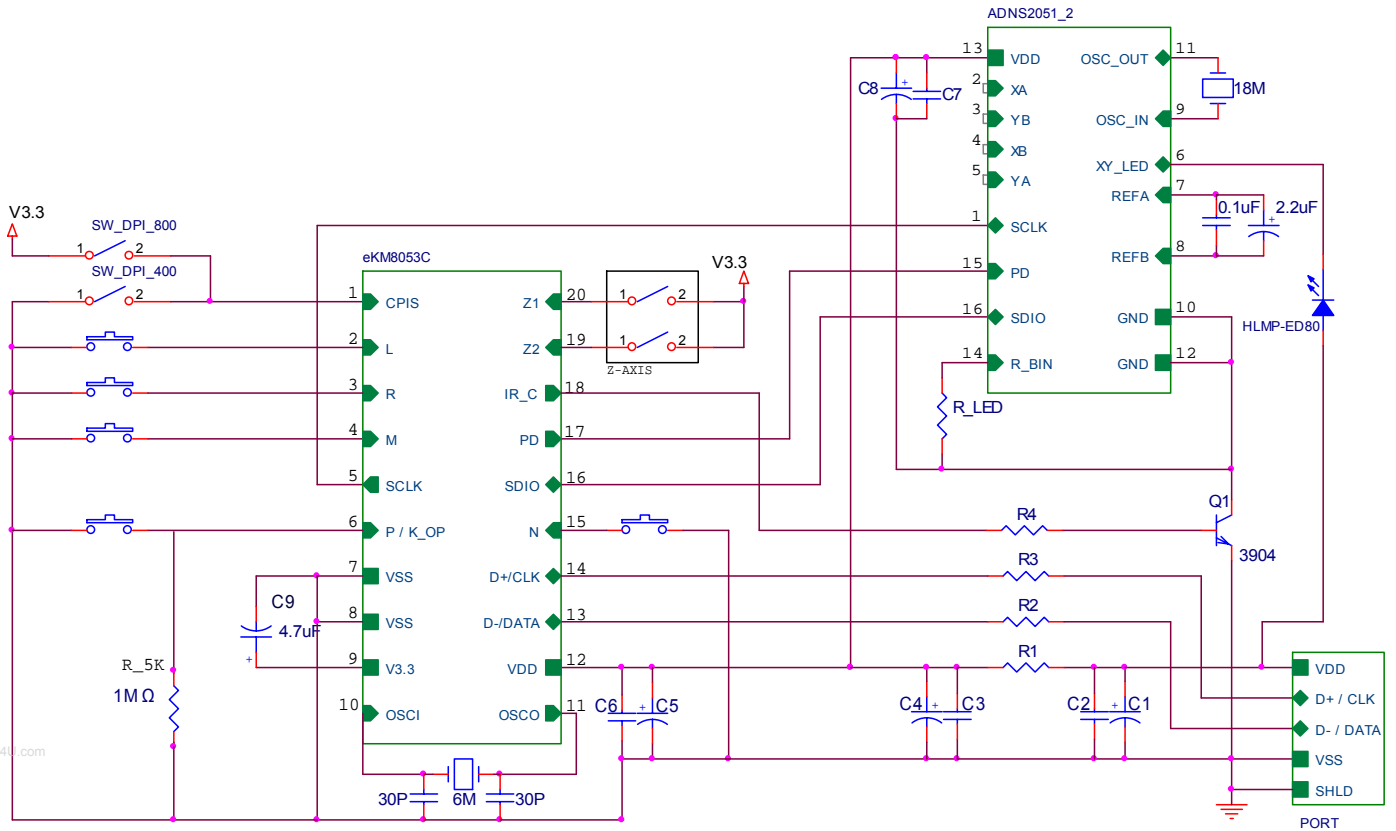 ADNS2051_2
13 VDD OSC_OUT 11
2 XA
3 YB OSC_IN 9
4 XB
5 YA XY_LED 6
REFA 7
1 SCLK
REFB 8
15 PD
16 SDIO GND 10
14 R_BIN GND 12
C8 + C7
18M
0.1uF 2.2uF +
HLMP-ED80
R_LED
V3.3
SW_DPI_800
1 2
SW_DPI_400
1 2
eKM8053C
1 CPIS Z1 20
2 L Z2 19
3 R IR_C 18
4 M PD 17
5 SCLK SDIO 16
6 P / K_OP N 15
7 VSS D+/CLK 14
8 VSS D-/DATA 13
9 V3.3 VDD 12
10 OSCI OSCO 11
V3.3
1 2
1 2
Z-AXIS
Q1
3904
R4
R3
R2
R1
C9
4.7uF
+
R_5K
1M Ω
C6 + C5
C4 + C3
C2 + C1
30P 6M 30P
VDD
D+ / CLK
D- / DATA
VSS
SHLD
PORT
4U.com